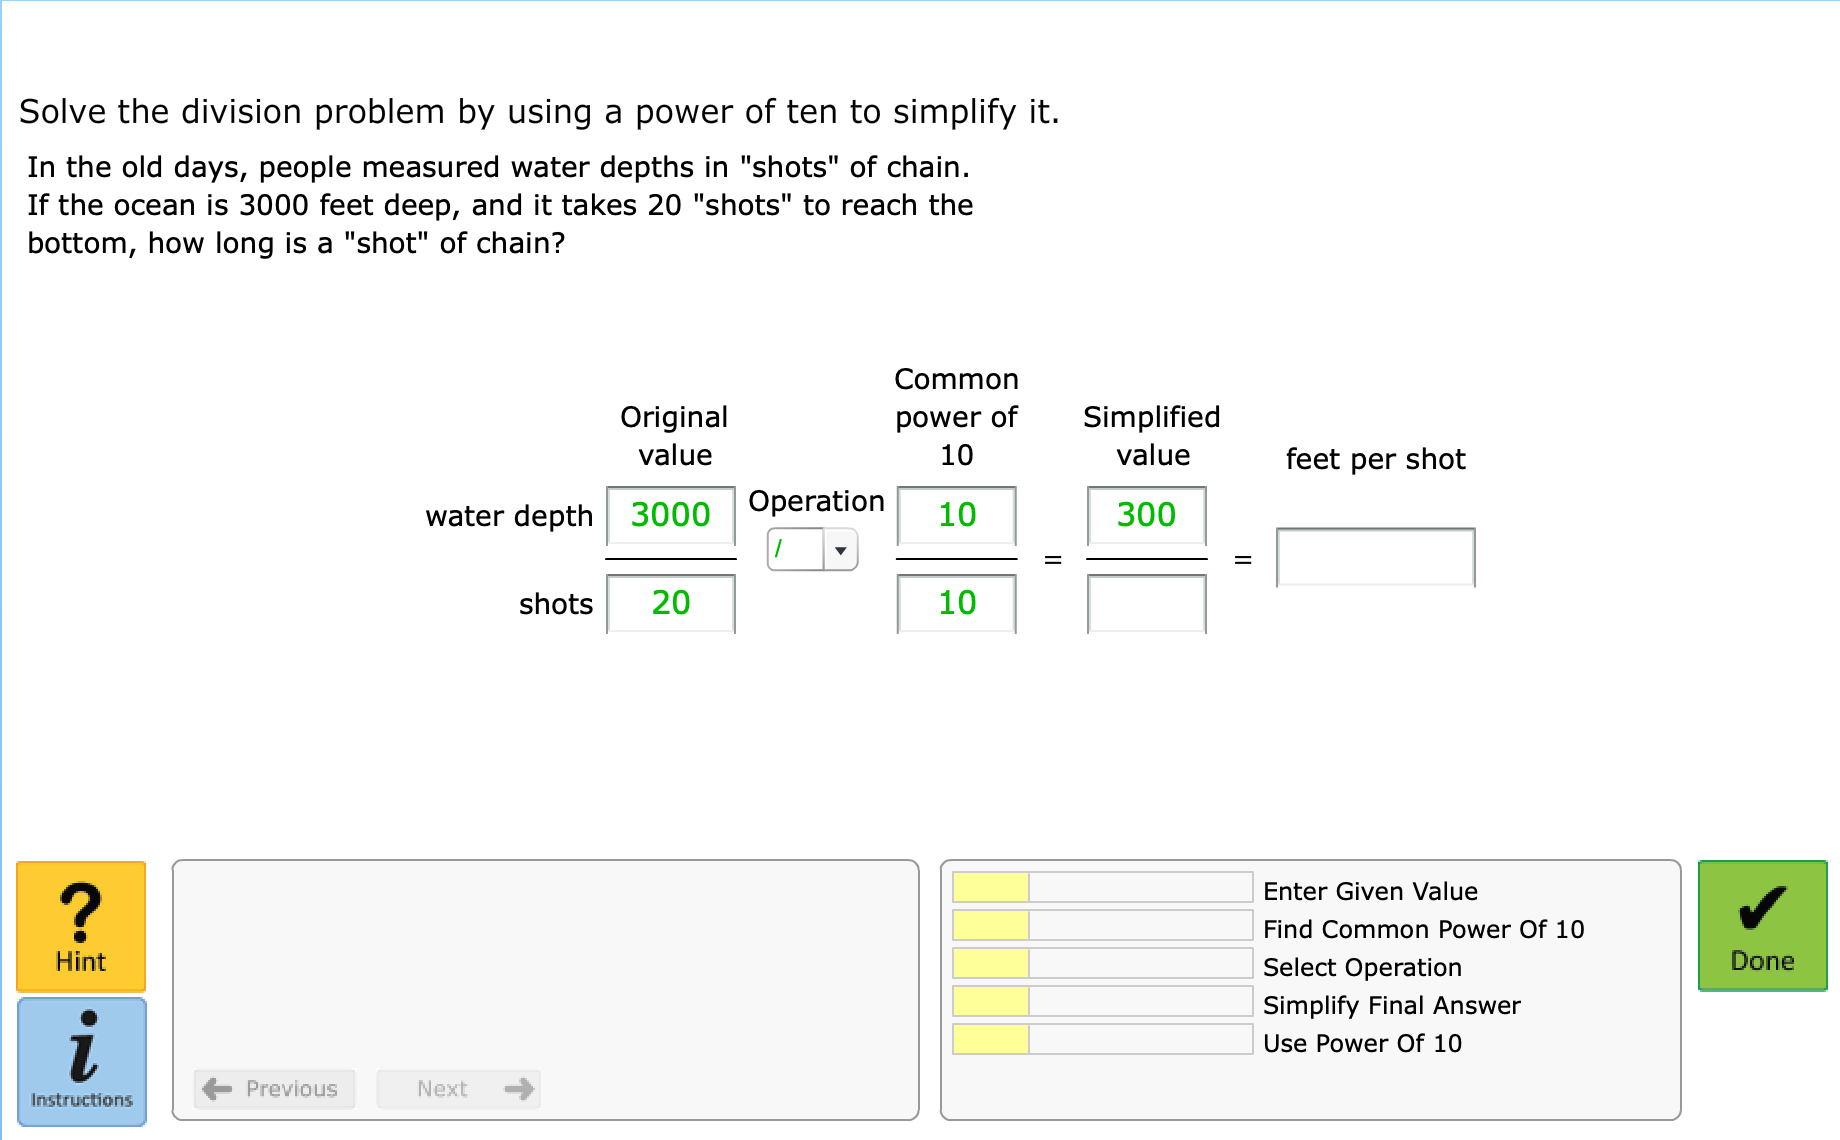 Solve the division problem by using a power of ten to simplify it.
In the old days, people measured water depths in "shots" of chain.
If the ocean is 3000 feet deep, and it takes 20 "shots" to reach the
bottom, how long is a "shot" of chain?
Original
value
Common
power of
10
Simplified
value
feet per shot
water depth
3000
Operation
/
10
=
300
=
shots
20
10
? Hint
i Instructions
Previous
Next
Enter Given Value
Find Common Power Of 10
Select Operation
Simplify Final Answer
Use Power Of 10
Done